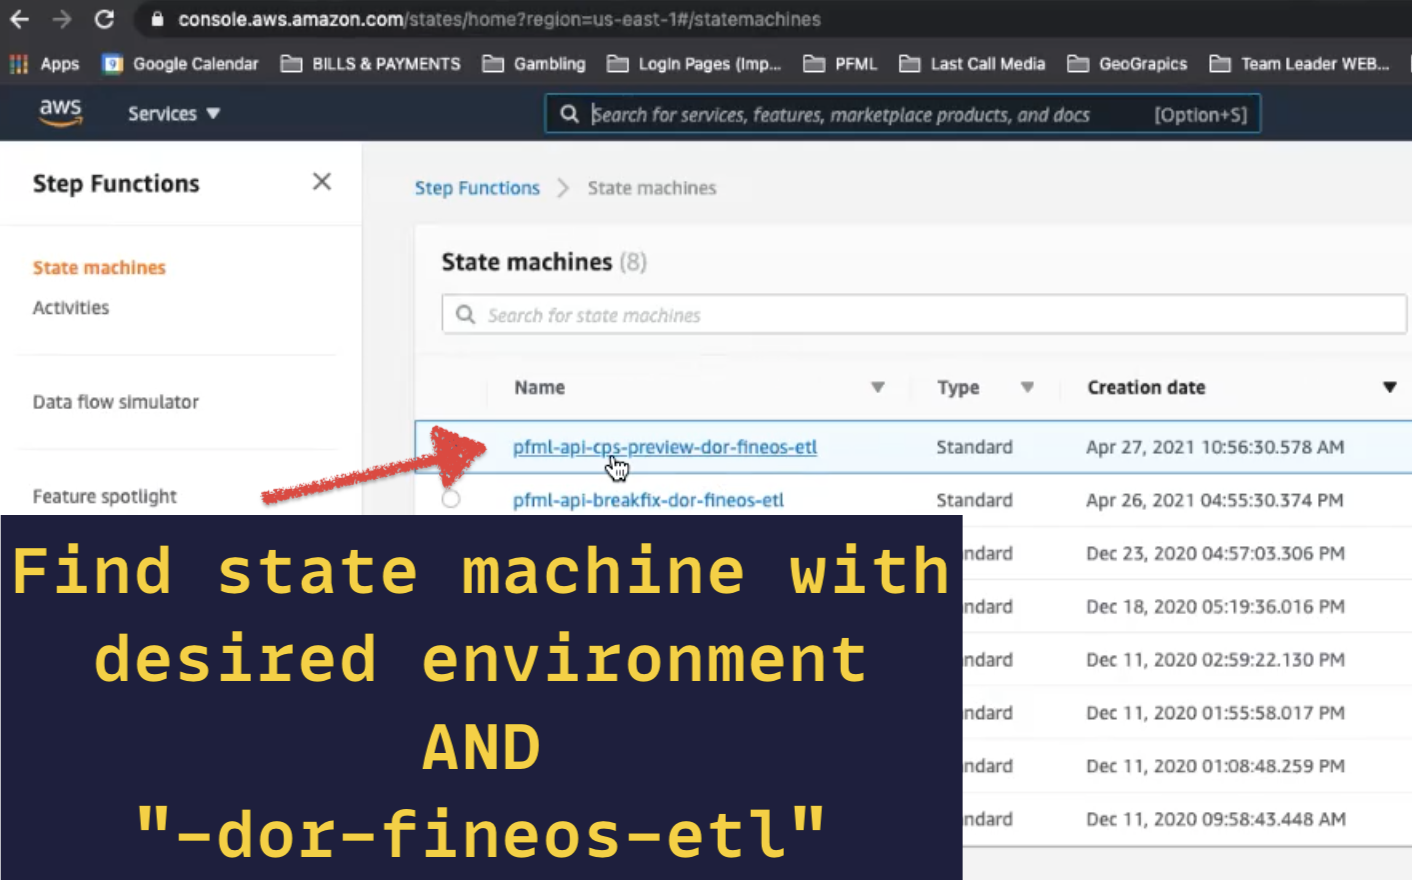 console.aws.amazon.com/states/home?region=us-east-1#/statemachines
Apps 9 Google Calendar BILLS & PAYMENTS Gambling Login Pages (Imp... PFML Last Call Media GeoGrapics Team Leader WEB...
aws Services Search for services, features, marketplace products, and docs [Option+S]
Step Functions
State machines
Activities
Data flow simulator
Feature spotlight
Step Functions State machines
State machines (8)
Search for state machines
Name Type Creation date
pfml-api-cps-preview-dor-fineos-etl Standard Apr 27, 2021 10:56:30.578 AM
pfml-api-breakfix-dor-fineos-etl Standard Apr 26, 2021 04:55:30.374 PM
ndard Dec 23, 2020 04:57:03.306 PM
ndard Dec 18, 2020 05:19:36.016 PM
ndard Dec 11, 2020 02:59:22.130 PM
ndard Dec 11, 2020 01:55:58.017 PM
ndard Dec 11, 2020 01:08:48.259 PM
ndard Dec 11, 2020 09:58:43.448 AM
Find state machine with
desired environment
AND
"-dor-fineos-etl"